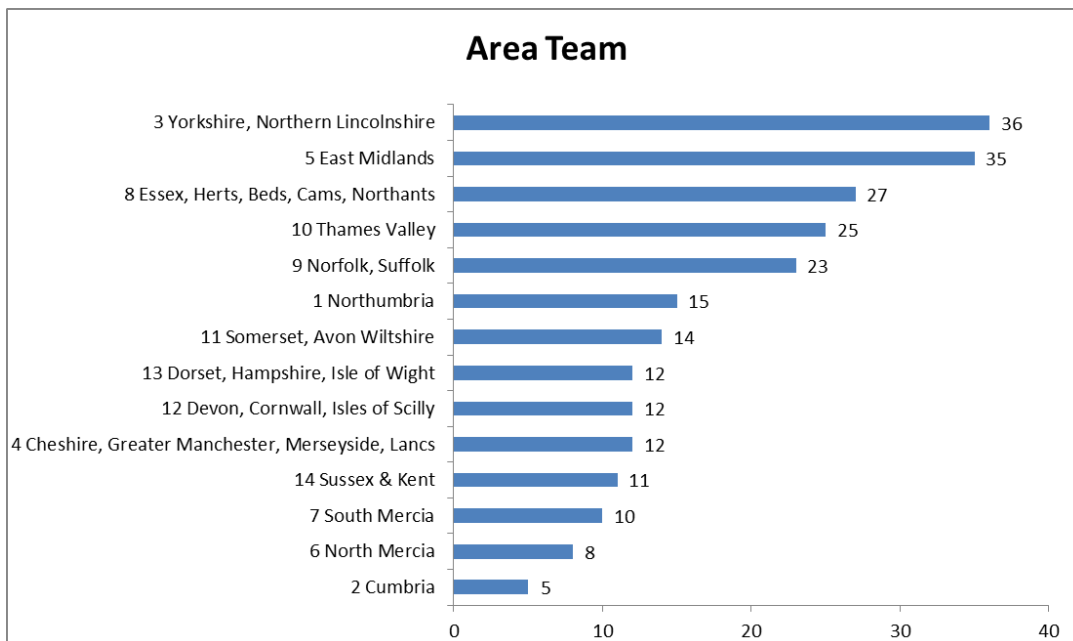 Area Team
3 Yorkshire, Northern Lincolnshire 36
5 East Midlands 35
8 Essex, Herts, Beds, Cams, Northants 27
10 Thames Valley 25
9 Norfolk, Suffolk 23
1 Northumbria 15
11 Somerset, Avon Wiltshire 14
13 Dorset, Hampshire, Isle of Wight 12
12 Devon, Cornwall, Isles of Scilly 12
4 Cheshire, Greater Manchester, Merseyside, Lancs 12
14 Sussex & Kent 11
7 South Mercia 10
6 North Mercia 8
2 Cumbria 5
0 10 20 30 40